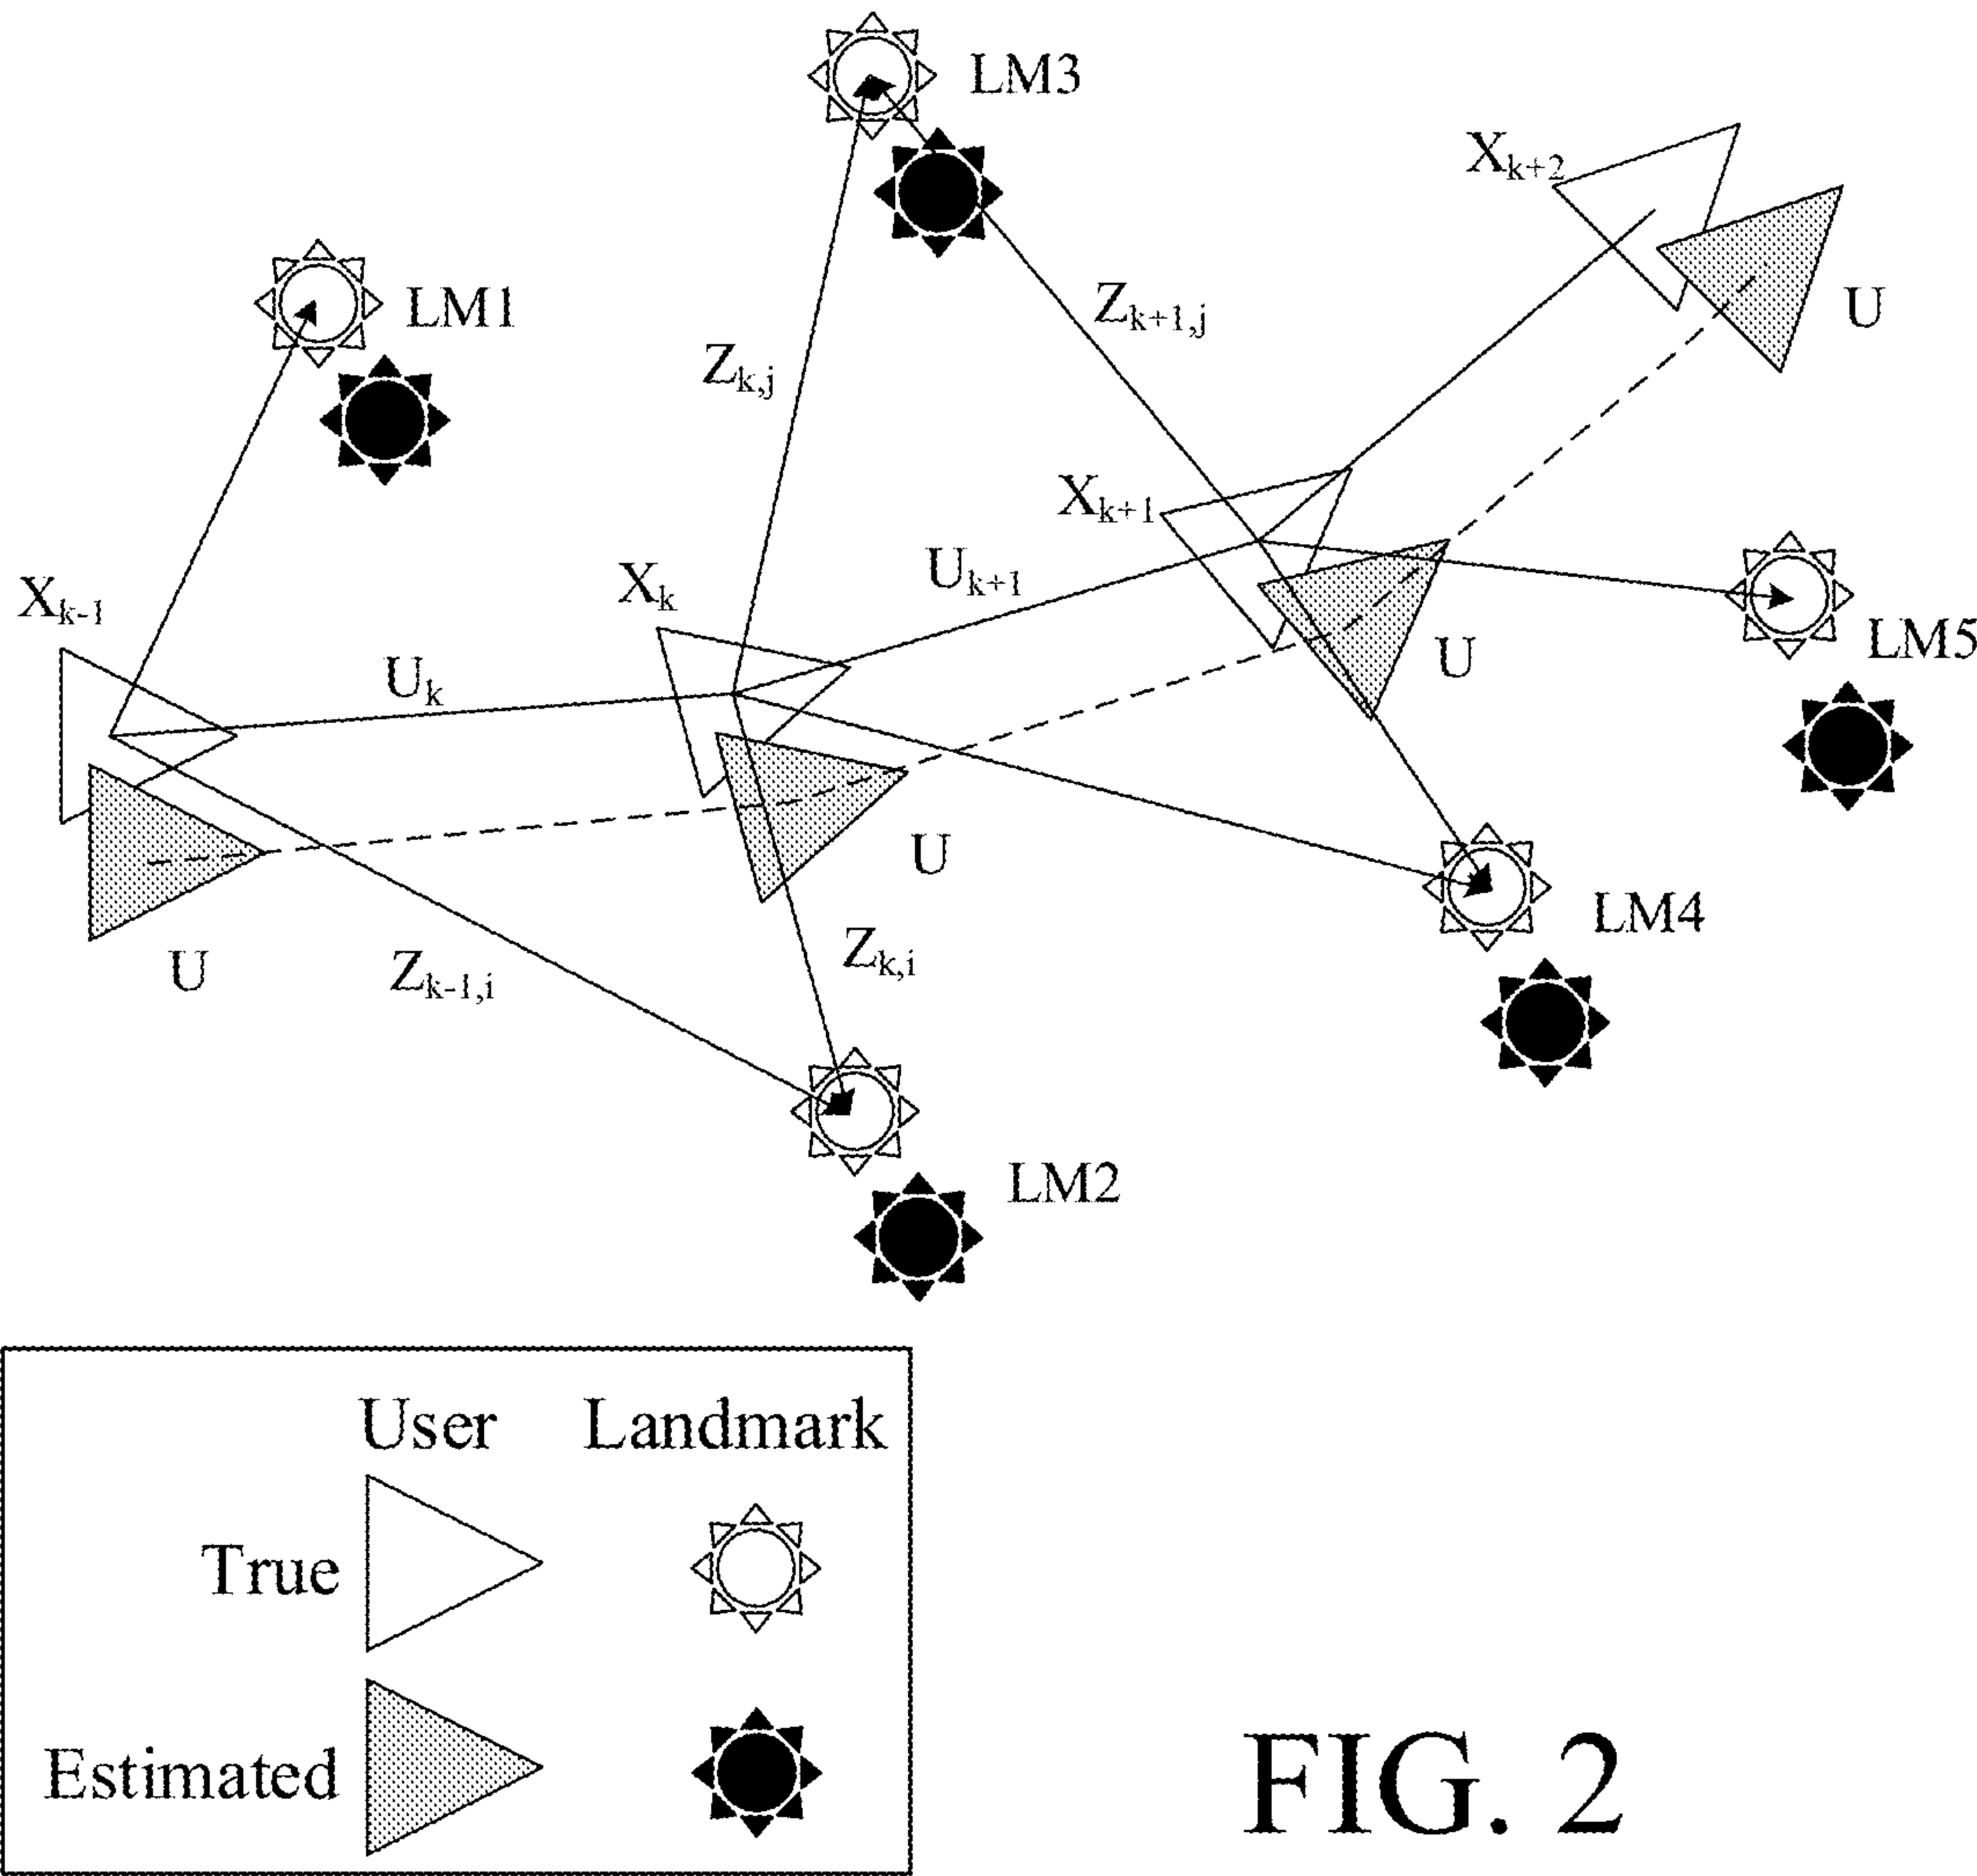 LM3
X_{k+2}
LM1
Z_{k+1,j}
U
Z_{k,j}
X_{k+1}
U_{k+1}
X_{k-1}
X_k
LM5
U_k
U
U
LM4
U
Z_{k-1,i}
Z_{k,i}
LM2
User Landmark
True
Estimated
FIG. 2